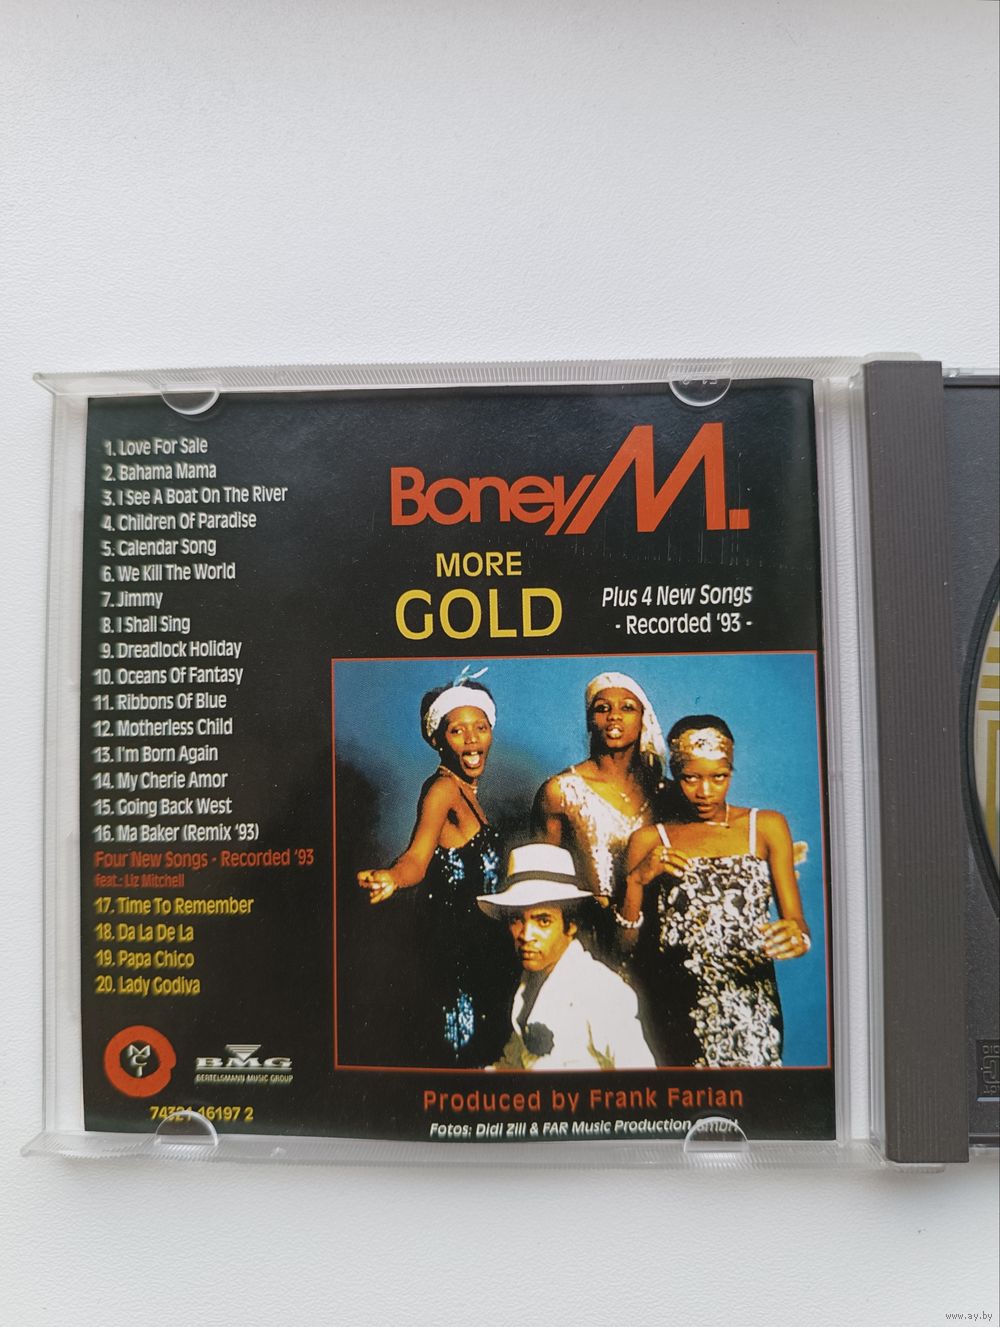 1. Love For Sale
2. Bahama Mama
3. I See A Boat On The River
4. Children Of Paradise
5. Calendar Song
6. We Kill The World
7. Jimmy
8. I Shall Sing
9. Dreadlock Holiday
10. Oceans Of Fantasy
11. Ribbons Of Blue
12. Motherless Child
13. I'm Born Again
14. My Cherie Amor
15. Going Back West
16. Ma Baker (Remix '93)
Four New Songs - Recorded '93
feat.: Liz Mitchell
17. Time To Remember
18. Da La De La
19. Papa Chico
20. Lady Godiva
MCI
BMG
BERTELSMANN MUSIC GROUP
74321 16197 2
Boney M.
MORE
GOLD
Plus 4 New Songs
- Recorded '93 -
Produced by Frank Farian
Fotos: Didi Zill & FAR Music Production GmbH
www.ay.by